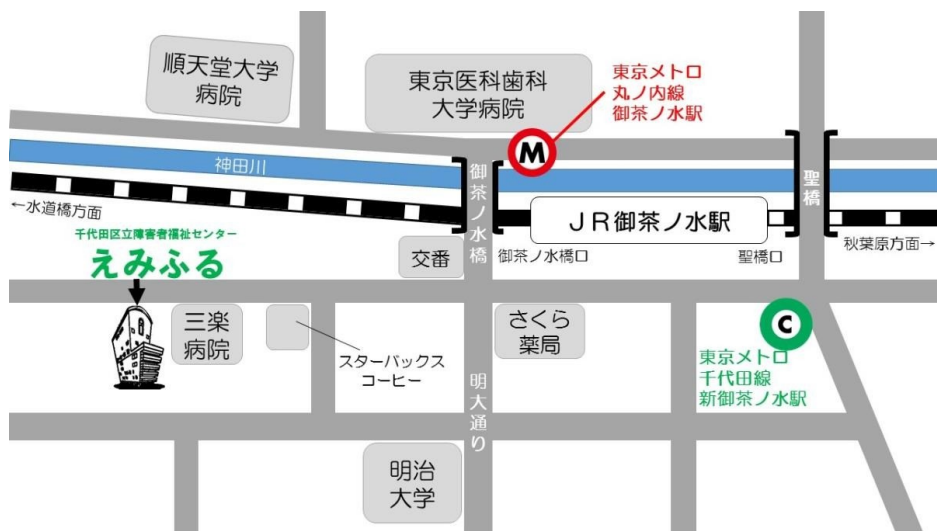 順天堂大学
病院
東京医科歯科
大学病院
東京メトロ
丸ノ内線
御茶ノ水駅
M
神田川
御茶ノ水橋
聖橋
←水道橋方面
JR御茶ノ水駅
千代田区立障害者福祉センター
えみふる
交番
御茶ノ水橋口
聖橋口
秋葉原方面→
三楽
病院
スターバックス
コーヒー
さくら
薬局
C
東京メトロ
千代田線
新御茶ノ水駅
明大通り
明治
大学